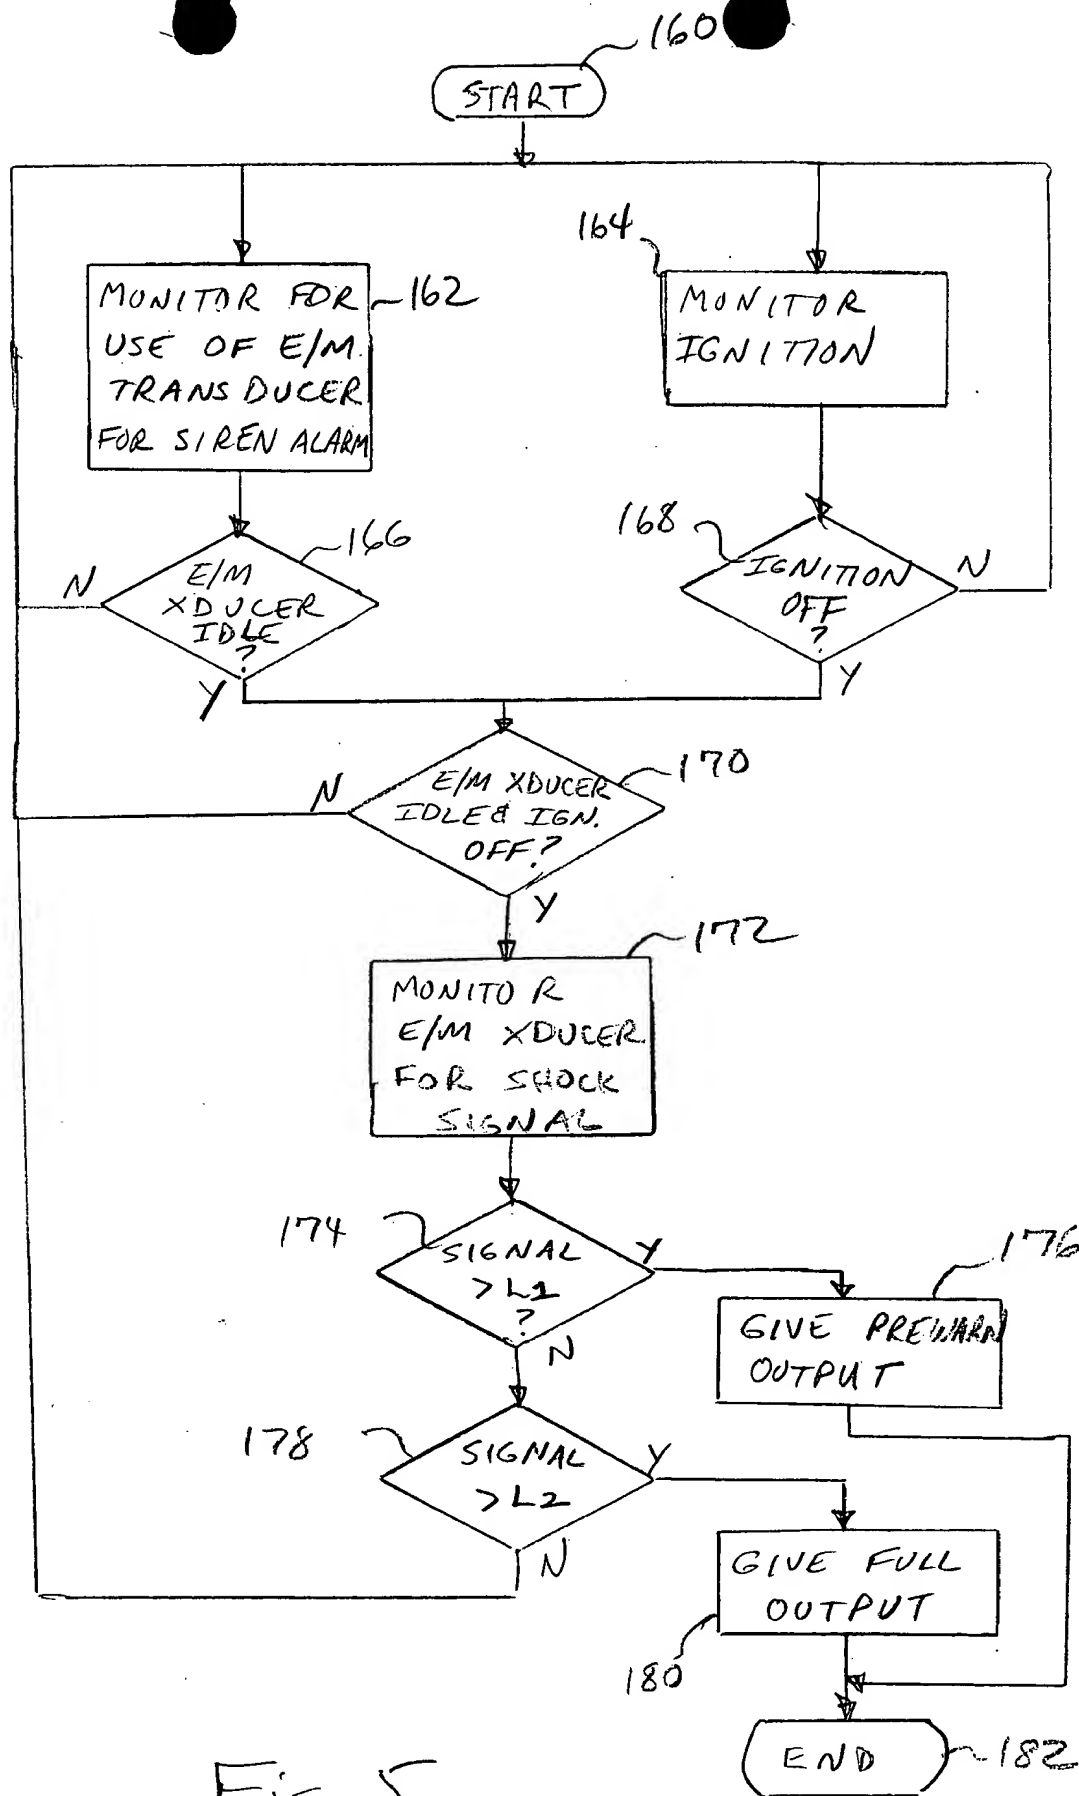 160
START
164
MONITOR FOR
USE OF E/M.
TRANSDUCER
FOR SIREN ALARM
162
MONITOR
IGNITION
166
E/M
XDUCER
IDLE
?
N
Y
168
IGNITION
OFF
?
N
Y
170
E/M XDUCER
IDLE & IGN.
OFF?
N
Y
172
MONITOR
E/M XDUCER
FOR SHOCK
SIGNAL
174
SIGNAL
> L1
?
Y
N
176
GIVE PREWARN
OUTPUT
178
SIGNAL
> L2
Y
N
GIVE FULL
OUTPUT
180
END
182
Fig. 5